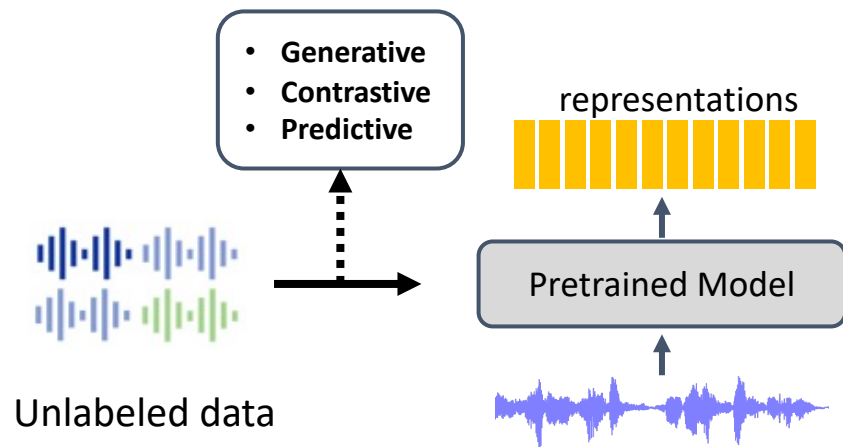 • Generative
• Contrastive
• Predictive
representations
Pretrained Model
Unlabeled data